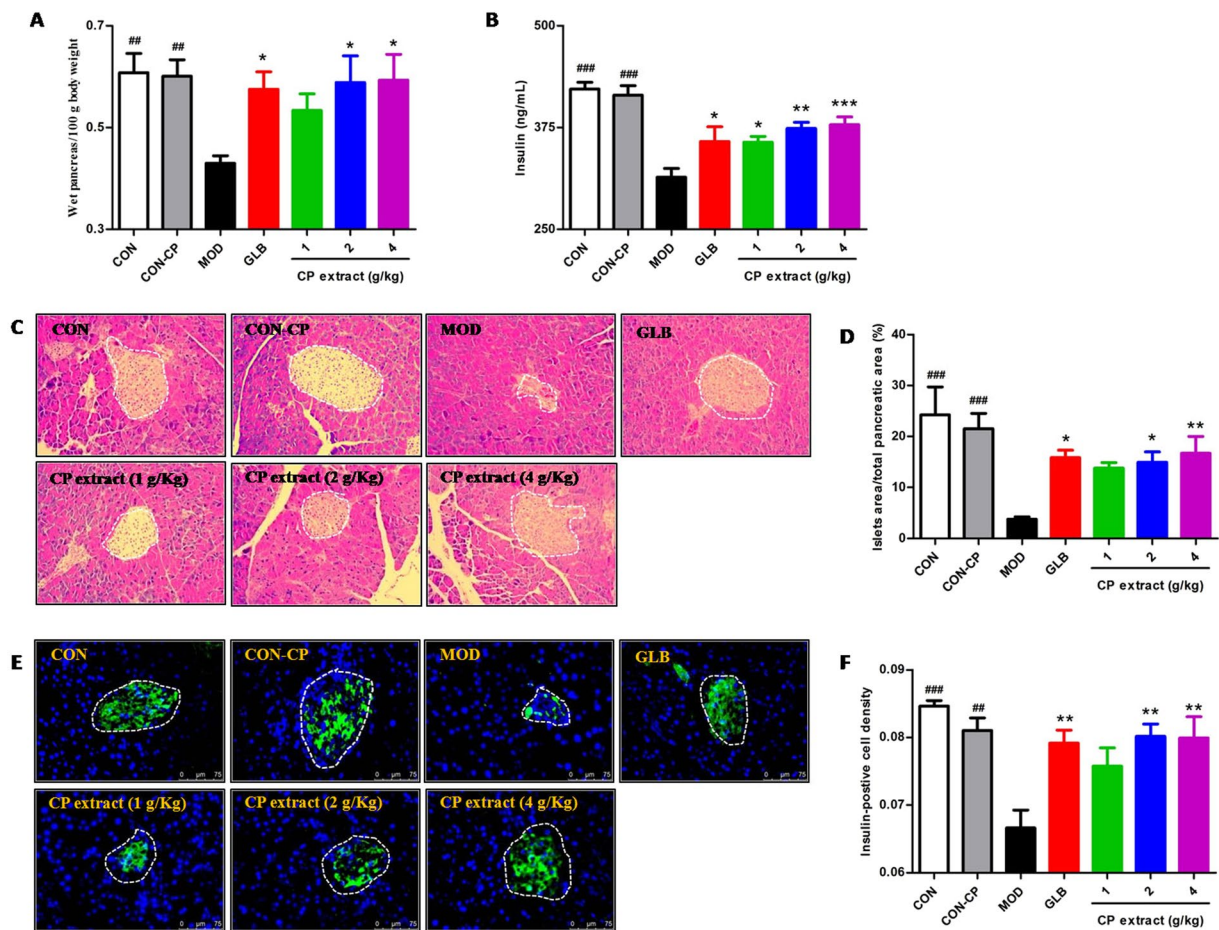 A
Wet pancreas/100 g body weight
0.7
0.5
0.3
##
##
*
*
*
CON
CON-CP
MOD
GLB
1
2
4
CP extract (g/kg)
B
Insulin (ng/mL)
500
375
250
###
###
*
*
**
***
CON
CON-CP
MOD
GLB
1
2
4
CP extract (g/kg)
C
CON
CON-CP
MOD
GLB
CP extract (1 g/Kg)
CP extract (2 g/Kg)
CP extract (4 g/Kg)
D
Islets area/total pancreatic area (%)
40
30
20
10
0
###
###
*
*
**
CON
CON-CP
MOD
GLB
1
2
4
CP extract (g/kg)
E
CON
0 µm 75
CON-CP
0 µm 75
MOD
0 µm 75
GLB
0 µm 75
CP extract (1 g/Kg)
0 µm 75
CP extract (2 g/Kg)
0 µm 75
CP extract (4 g/Kg)
0 µm 75
F
Insulin-postive cell density
0.09
0.08
0.07
0.06
###
##
**
**
**
CON
CON-CP
MOD
GLB
1
2
4
CP extract (g/kg)